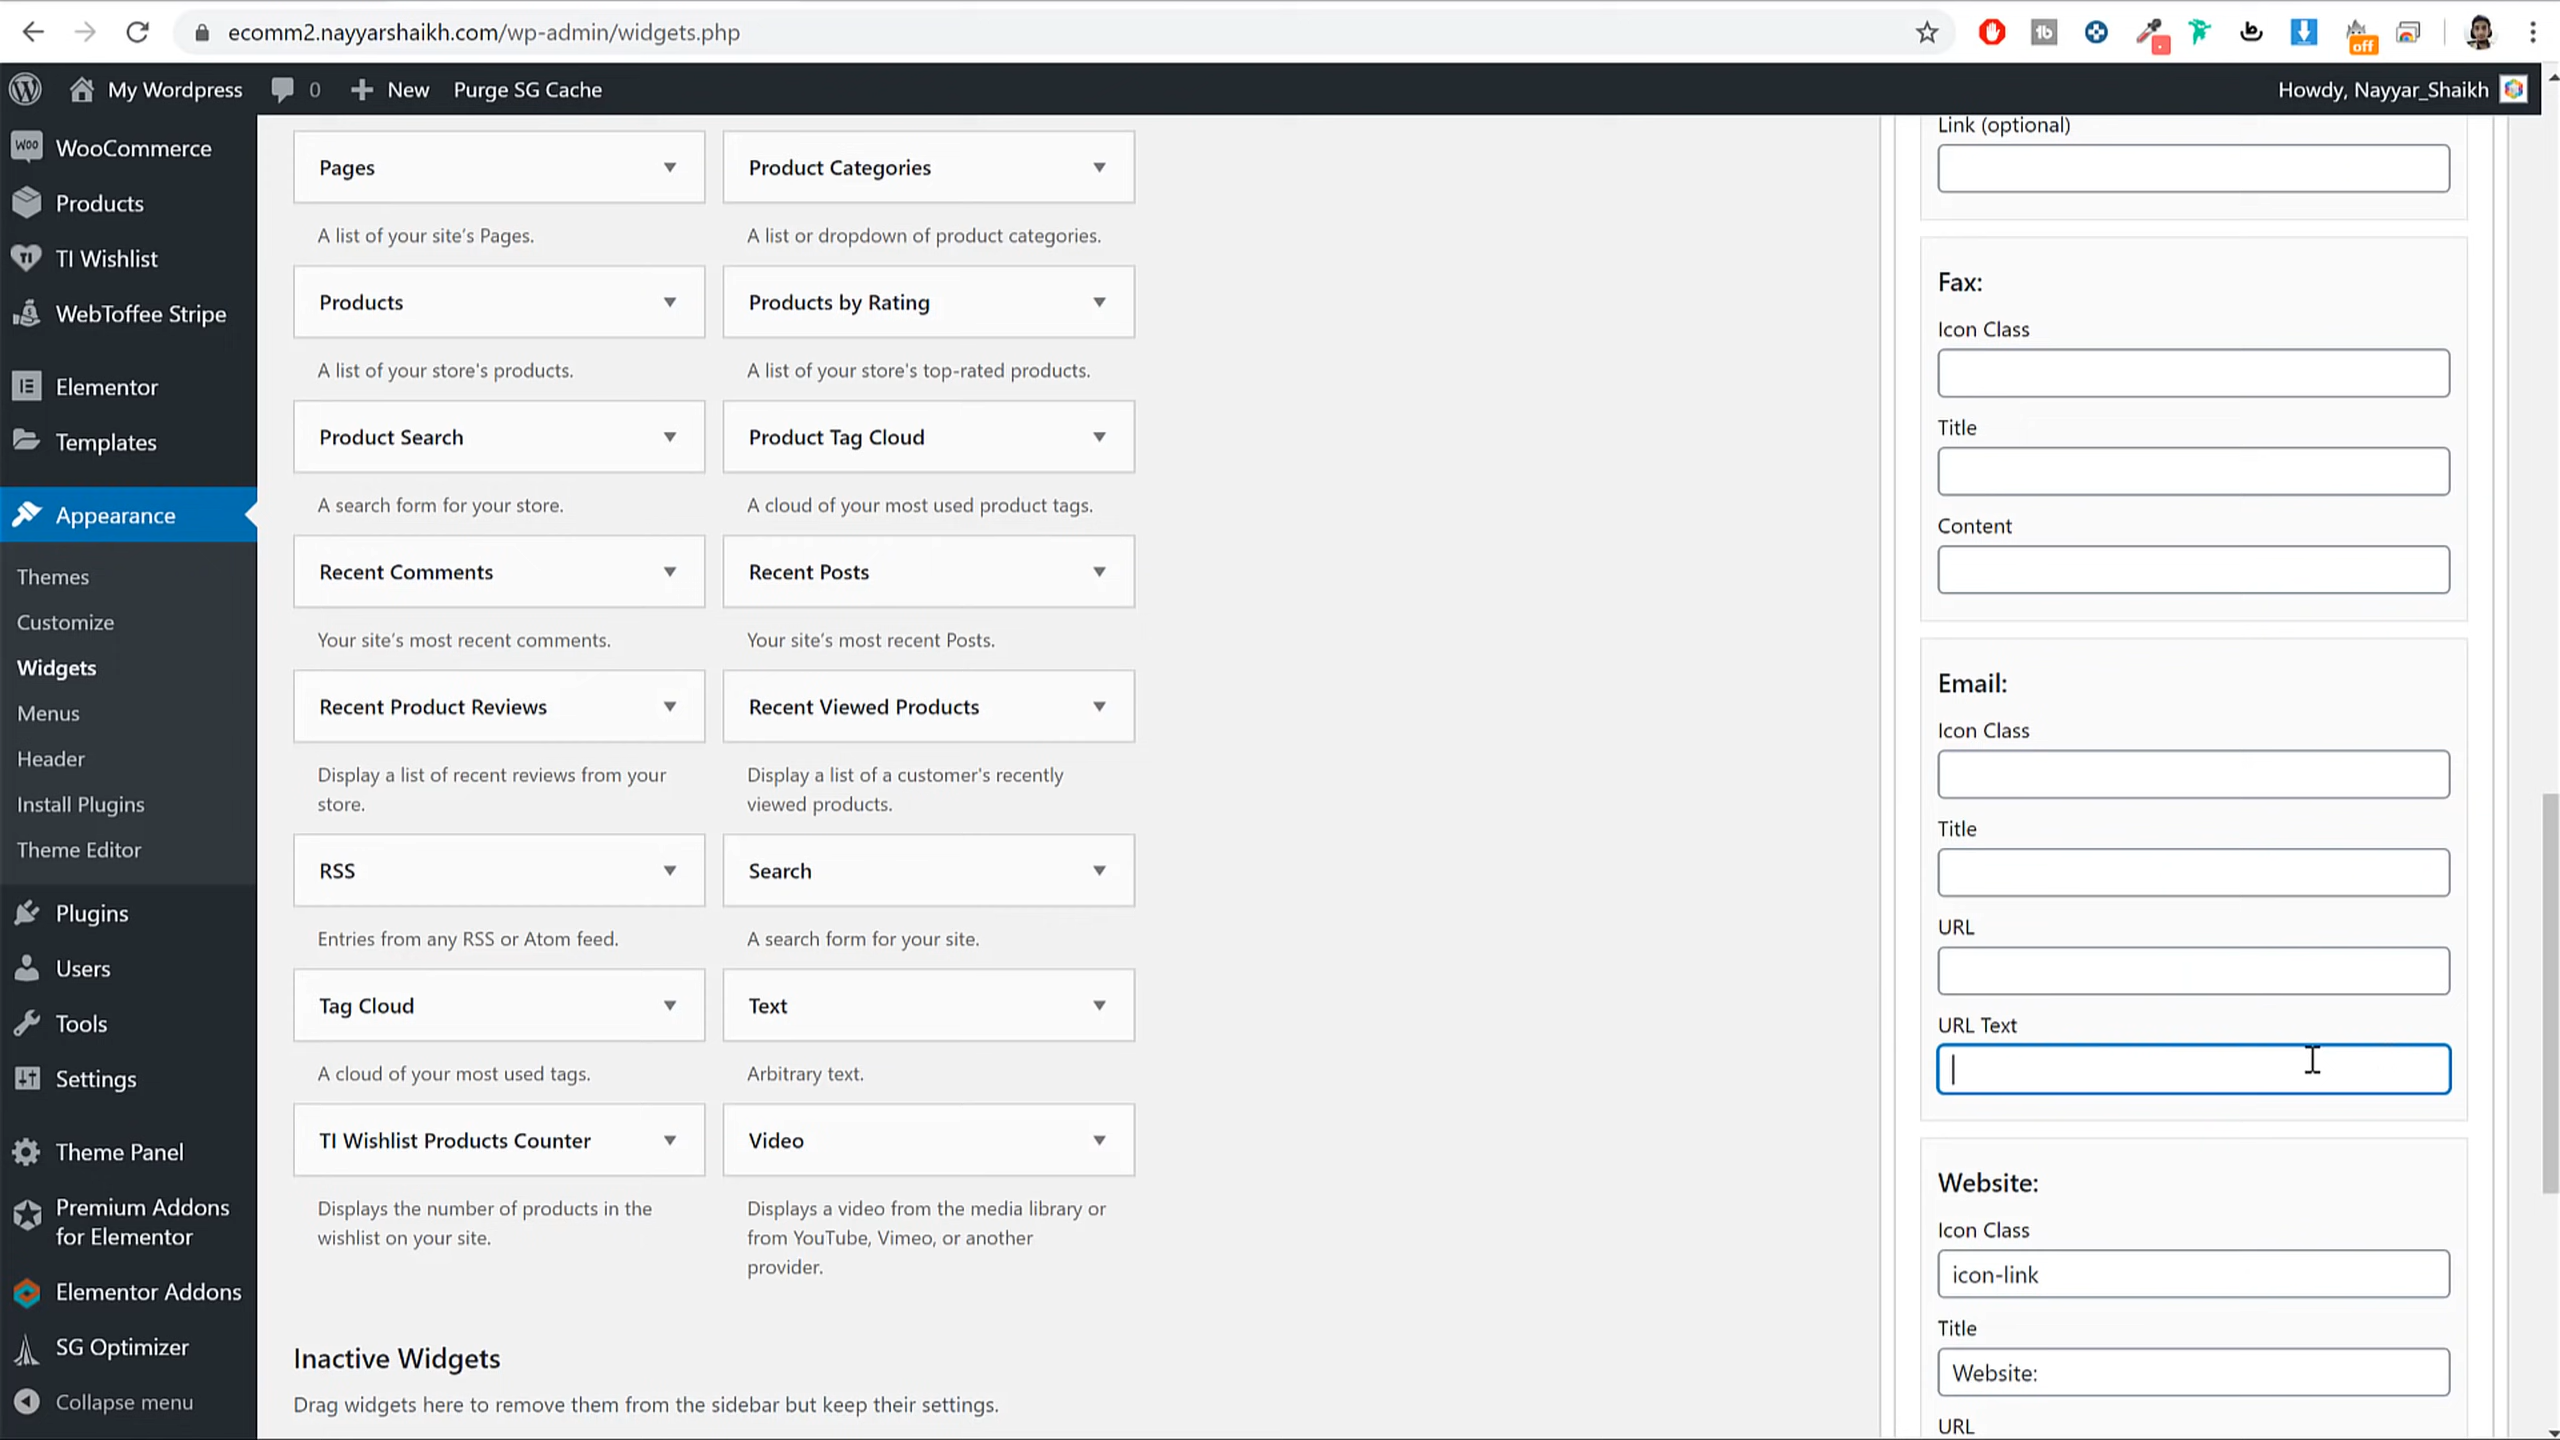 ecomm2.nayyarshaikh.com/wp-admin/widgets.php
off
My Wordpress
0
New
Purge SG Cache
Howdy, Nayyar_Shaikh
WooCommerce
Products
TI Wishlist
WebToffee Stripe
Elementor
Templates
Appearance
Themes
Customize
Widgets
Menus
Header
Install Plugins
Theme Editor
Plugins
Users
Tools
Settings
Theme Panel
Premium Addons
for Elementor
Elementor Addons
SG Optimizer
Collapse menu
Pages
Product Categories
A list of your site’s Pages.
A list or dropdown of product categories.
Products
Products by Rating
A list of your store's products.
A list of your store's top-rated products.
Product Search
Product Tag Cloud
A search form for your store.
A cloud of your most used product tags.
Recent Comments
Recent Posts
Your site’s most recent comments.
Your site’s most recent Posts.
Recent Product Reviews
Recent Viewed Products
Display a list of recent reviews from your
store.
Display a list of a customer's recently
viewed products.
RSS
Search
Entries from any RSS or Atom feed.
A search form for your site.
Tag Cloud
Text
A cloud of your most used tags.
Arbitrary text.
TI Wishlist Products Counter
Video
Displays the number of products in the
wishlist on your site.
Displays a video from the media library or
from YouTube, Vimeo, or another
provider.
Inactive Widgets
Drag widgets here to remove them from the sidebar but keep their settings.
Link (optional)
Fax:
Icon Class
Title
Content
Email:
Icon Class
Title
URL
URL Text
Website:
Icon Class
icon-link
Title
Website:
URL